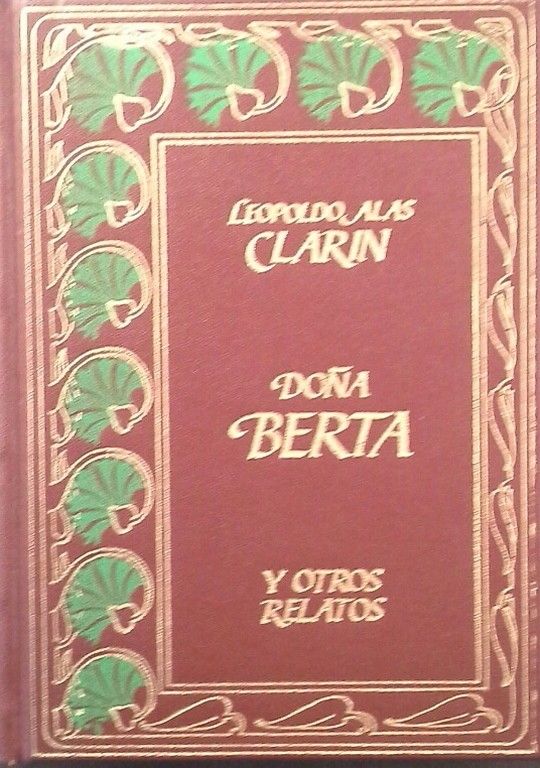 LEOPOLDO ALAS
CLARIN
DOÑA
BERTA
Y OTROS
RELATOS